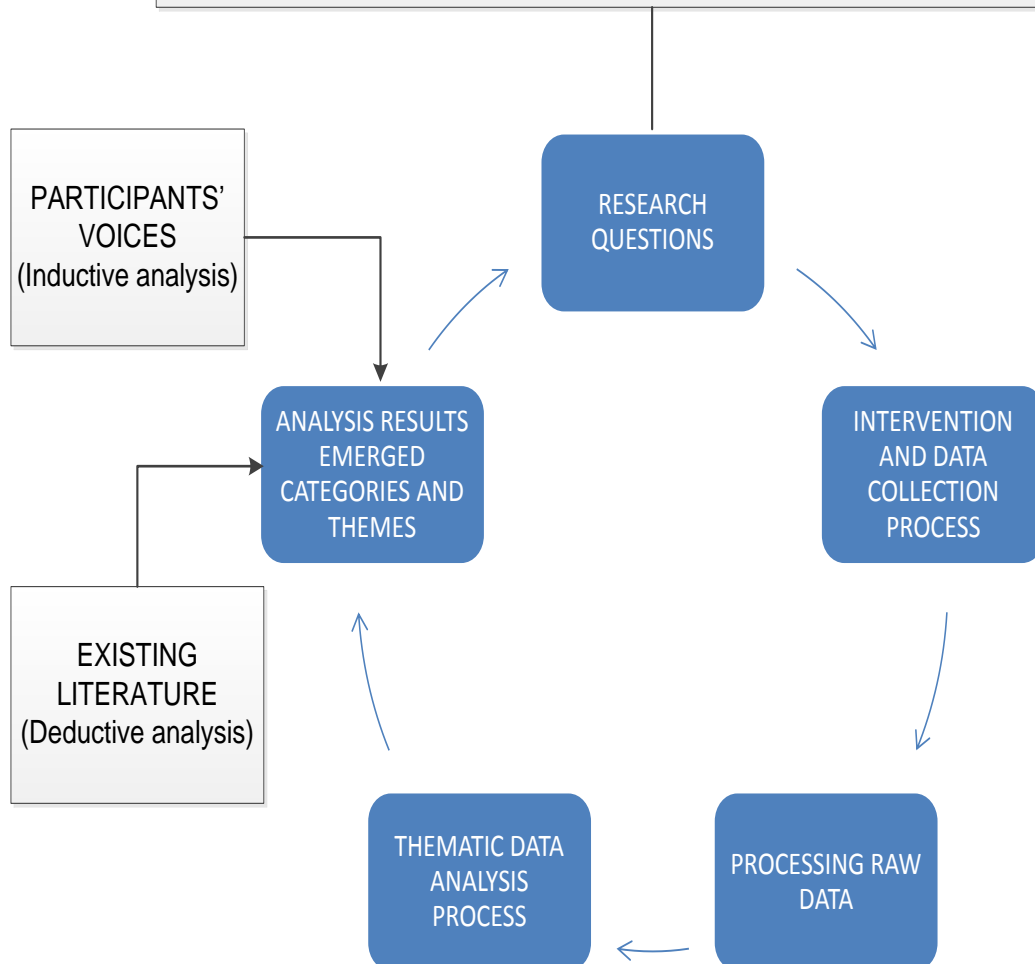 PARTICIPANTS’
VOICES
(Inductive analysis)
RESEARCH
QUESTIONS
ANALYSIS RESULTS
EMERGED
CATEGORIES AND
THEMES
INTERVENTION
AND DATA
COLLECTION
PROCESS
EXISTING
LITERATURE
(Deductive analysis)
THEMATIC DATA
ANALYSIS
PROCESS
PROCESSING RAW
DATA